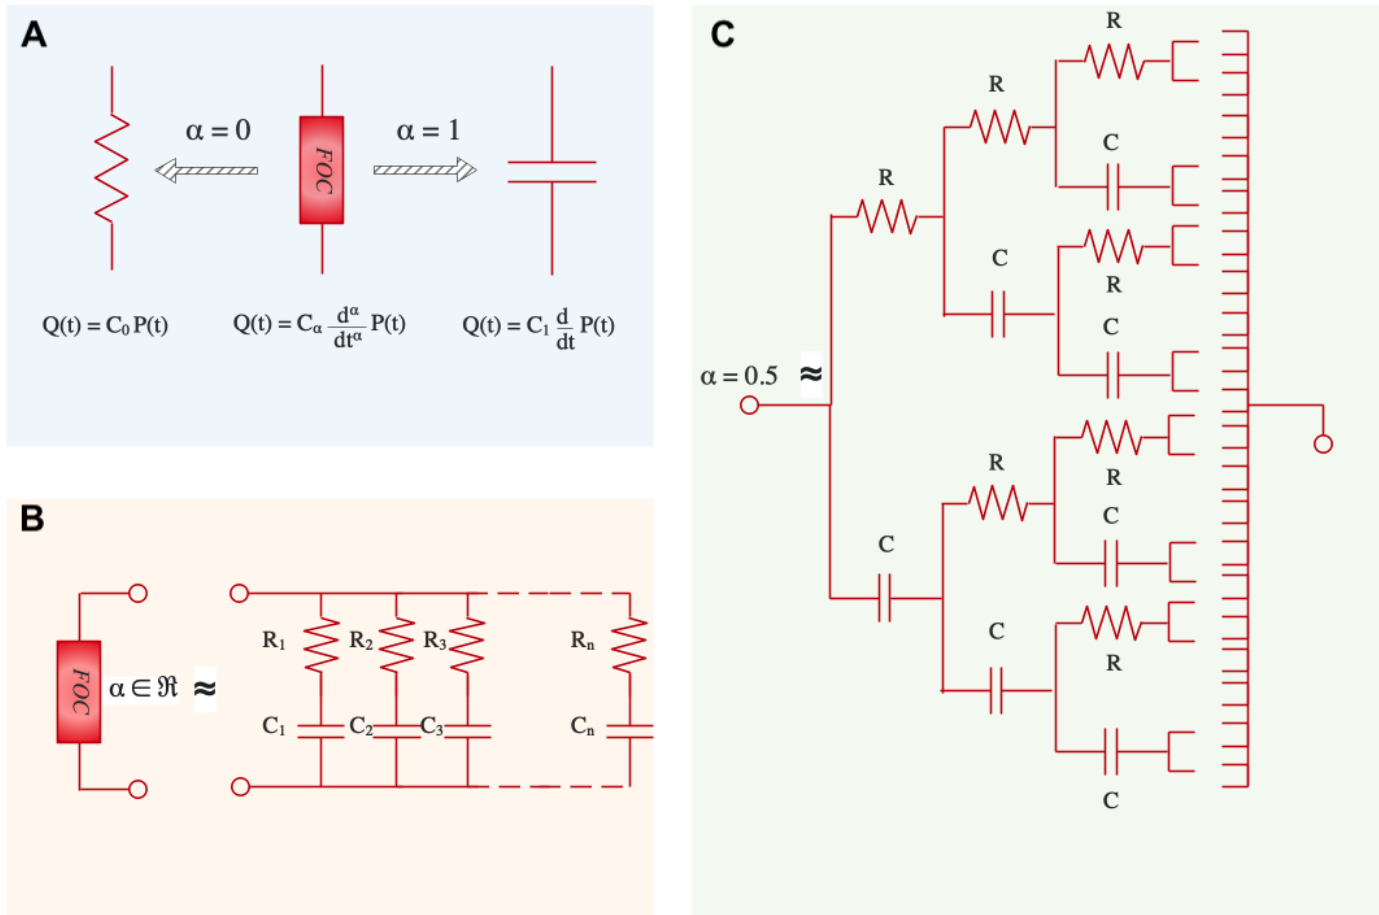 A
α = 0
FOC
α = 1
Q(t) = C₀ P(t)
Q(t) = Cα dᵅ/dtᵅ P(t)
Q(t) = C₁ d/dt P(t)
B
FOC
α ∈ ℜ ≈
R₁ R₂ R₃ Rₙ
C₁ C₂ C₃ Cₙ
C
R
R
C
R
C
R
C
α = 0.5 ≈
R
R
C
C
C
R
C